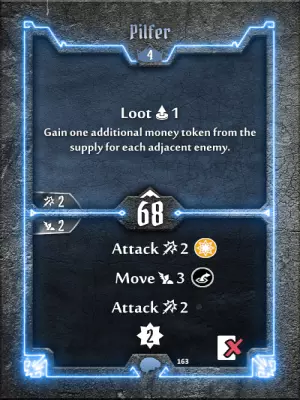 Pilfer
4
Loot 1
Gain one additional money token from the
supply for each adjacent enemy.
2
68
2
Attack 2
Move 3
Attack 2
2
163